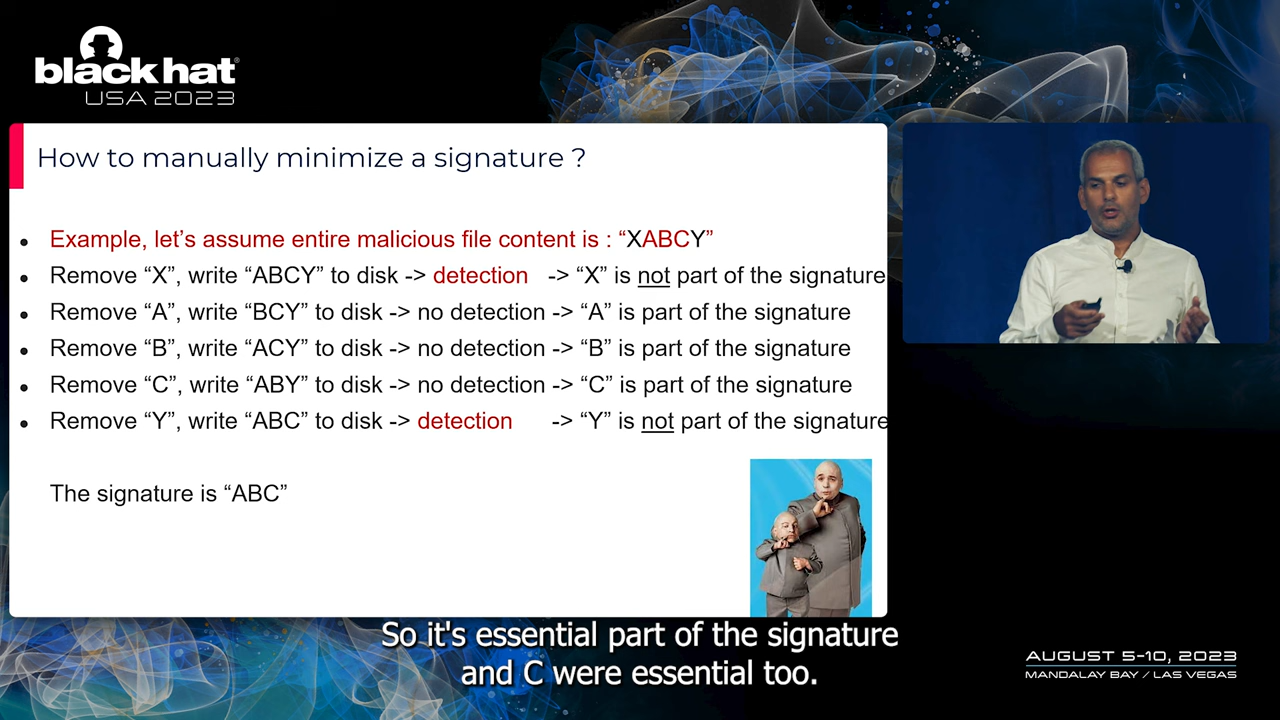 black hat®
USA 2023
How to manually minimize a signature ?
• Example, let's assume entire malicious file content is : “XABCY”
• Remove “X”, write “ABCY” to disk -> detection -> “X” is not part of the signature
• Remove “A”, write “BCY” to disk -> no detection -> “A” is part of the signature
• Remove “B”, write “ACY” to disk -> no detection -> “B” is part of the signature
• Remove “C”, write “ABY” to disk -> no detection -> “C” is part of the signature
• Remove “Y”, write “ABC” to disk -> detection -> “Y” is not part of the signature
The signature is “ABC”
So it's essential part of the signature
and C were essential too.
AUGUST 5-10, 2023
MANDALAY BAY / LAS VEGAS